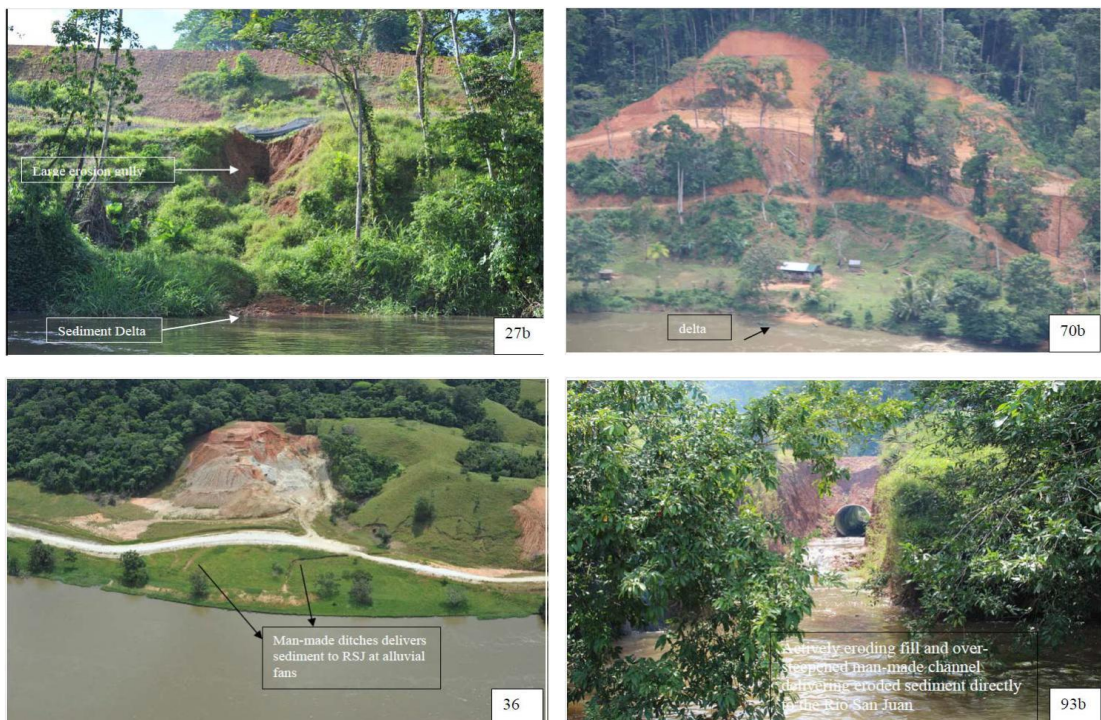 Large erosion gully
Sediment Delta
27b
delta
70b
Man-made ditches delivers
sediment to RSJ at alluvial
fans
36
Actively eroding fill and over-
steepened man-made channel
delivering eroded sediment directly
to the Rio San Juan
93b